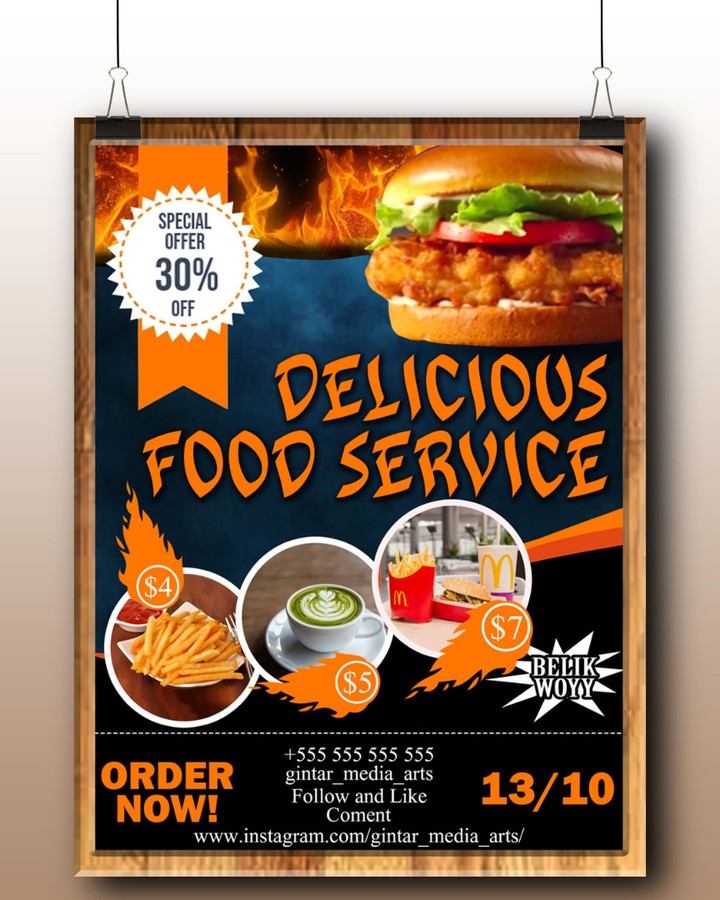 SPECIAL
OFFER
30%
OFF
DELICIOUS
FOOD SERVICE
$4
$5
$7
BELIK
WOYY
ORDER
NOW!
+555 555 555 555
gintar_media_arts
Follow and Like
Coment
www.instagram.com/gintar_media_arts/
13/10